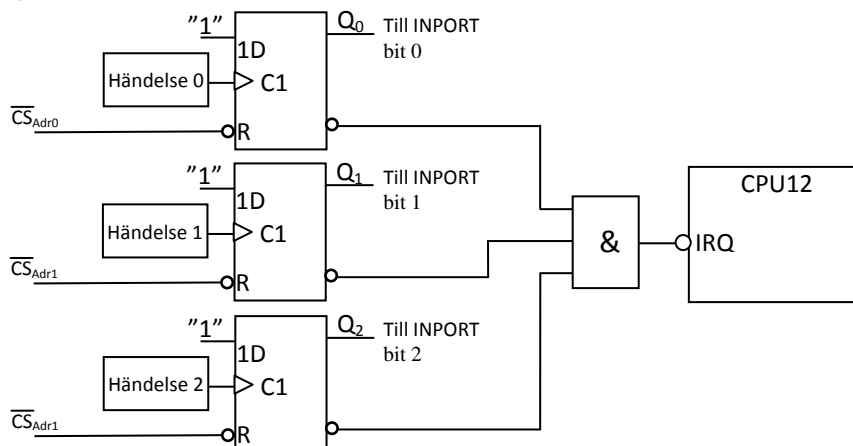 "1"
Q0 Till INPORT
bit 0
1D
Händelse 0
C1
CSAdr0
R
"1"
Q1 Till INPORT
bit 1
1D
Händelse 1
C1
CSAdr1
R
"1"
Q2 Till INPORT
bit 2
1D
Händelse 2
C1
CSAdr1
R
&
CPU12
IRQ